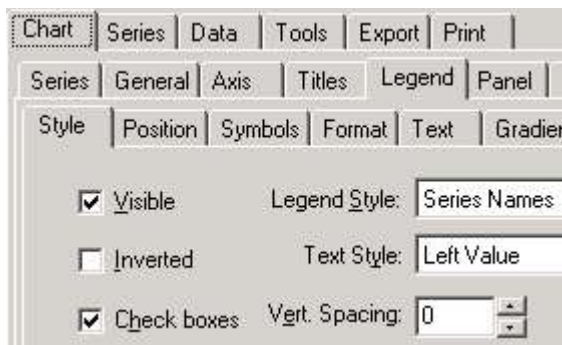 Chart Series Data Tools Export Print
Series General Axis Titles Legend Panel
Style Position Symbols Format Text
Visible Legend Style: Series Names
Inverted Text Style: Left Value
Check boxes Vert. Spacing: 0